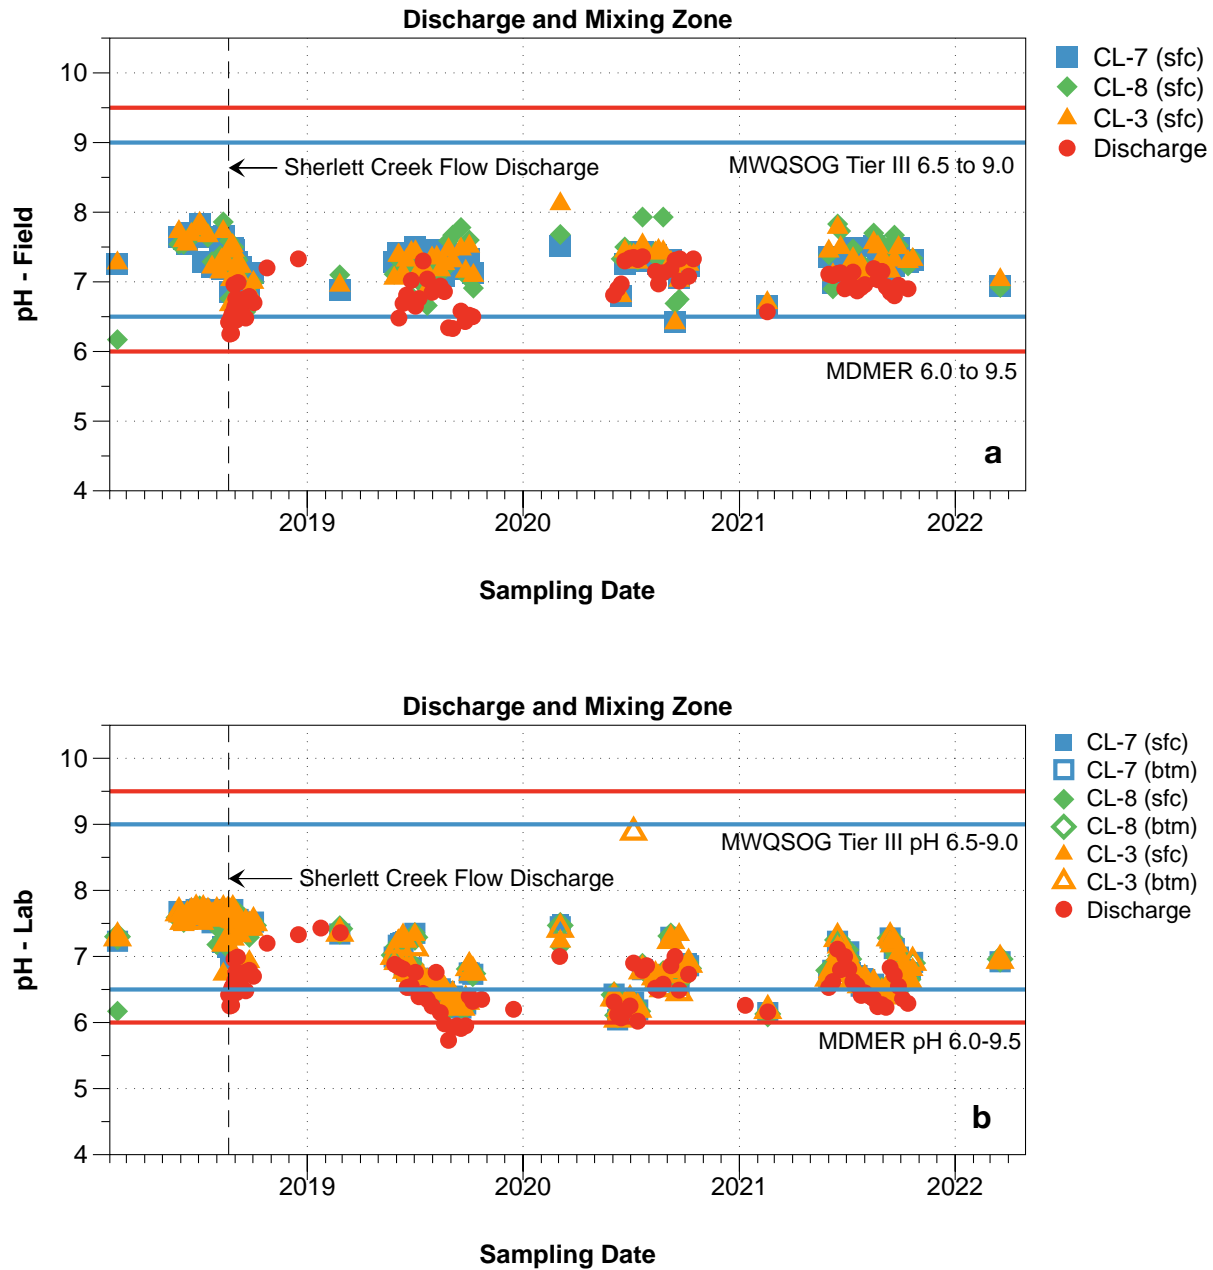 Discharge and Mixing Zone
pH - Field
10
9
8
7
6
5
4
Sherlett Creek Flow Discharge
MWQSOG Tier III 6.5 to 9.0
MDMER 6.0 to 9.5
a
2019
2020
2021
2022
Sampling Date
CL-7 (sfc)
CL-8 (sfc)
CL-3 (sfc)
Discharge
Discharge and Mixing Zone
pH - Lab
10
9
8
7
6
5
4
MWQSOG Tier III pH 6.5-9.0
Sherlett Creek Flow Discharge
MDMER pH 6.0-9.5
b
2019
2020
2021
2022
Sampling Date
CL-7 (sfc)
CL-7 (btm)
CL-8 (sfc)
CL-8 (btm)
CL-3 (sfc)
CL-3 (btm)
Discharge